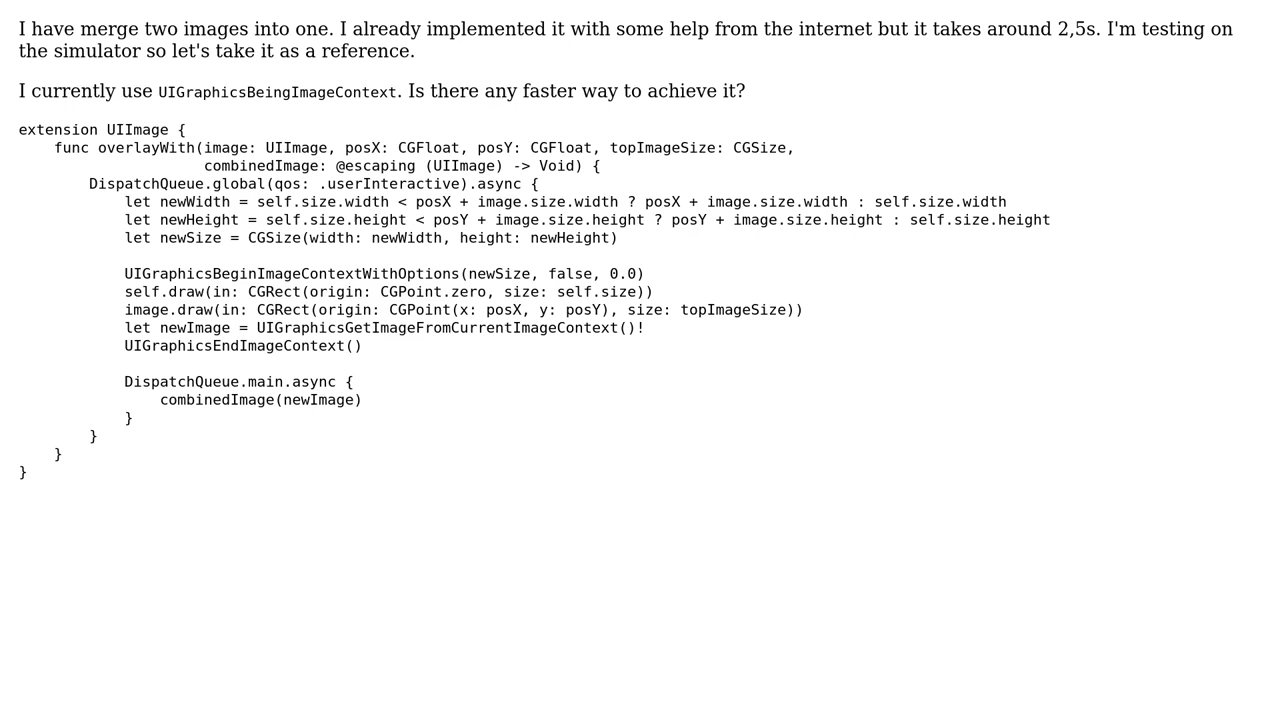 I have merge two images into one. I already implemented it with some help from the internet but it takes around 2,5s. I'm testing on
the simulator so let's take it as a reference.
I currently use UIGraphicsBeingImageContext. Is there any faster way to achieve it?
extension UIImage {
    func overlayWith(image: UIImage, posX: CGFloat, posY: CGFloat, topImageSize: CGSize,
                     combinedImage: @escaping (UIImage) -> Void) {
        DispatchQueue.global(qos: .userInteractive).async {
            let newWidth = self.size.width < posX + image.size.width ? posX + image.size.width : self.size.width
            let newHeight = self.size.height < posY + image.size.height ? posY + image.size.height : self.size.height
            let newSize = CGSize(width: newWidth, height: newHeight)
            UIGraphicsBeginImageContextWithOptions(newSize, false, 0.0)
            self.draw(in: CGRect(origin: CGPoint.zero, size: self.size))
            image.draw(in: CGRect(origin: CGPoint(x: posX, y: posY), size: topImageSize))
            let newImage = UIGraphicsGetImageFromCurrentImageContext()!
            UIGraphicsEndImageContext()
            DispatchQueue.main.async {
                combinedImage(newImage)
            }
        }
    }
}